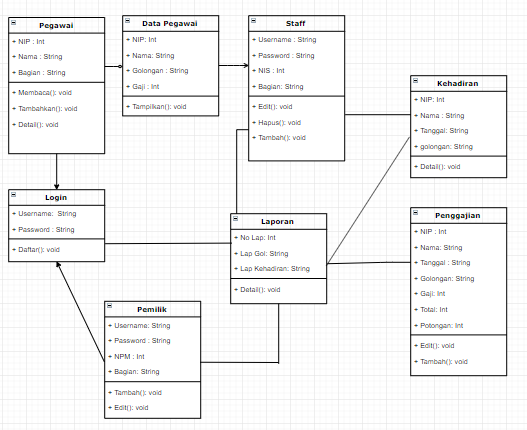 Pegawai
+ NIP : Int
+ Nama : String
+ Bagian : String
+ Membaca(): void
+ Tambahkan(): void
+ Detail(): void
Data Pegawai
+ NIP: Int
+ Nama: String
+ Golongan : String
+ Gaji : Int
+ Tampilkan(): void
Staff
+ Username : String
+ Password : String
+ NIS : Int
+ Bagian: String
+ Edit(): void
+ Hapus(): void
+ Tambah(): void
Kehadiran
+ NIP: Int
+ Nama : String
+ Tanggal: String
+ golongan: String
+ Detail(): void
Login
+ Username: String
+ Password : String
+ Daftar(): void
Laporan
+ No Lap: Int
+ Lap Gol: String
+ Lap Kehadiran: String
+ Detail(): void
Penggajian
+ NIP : Int
+ Nama: String
+ Tanggal : String
+ Golongan: String
+ Gaji: Int
+ Total: Int
+ Potongan: Int
+ Edit(): void
+ Tambah(): void
Pemilik
+ Username: String
+ Password : String
+ NPM : Int
+ Bagian: String
+ Tambah(): void
+ Edit(): void